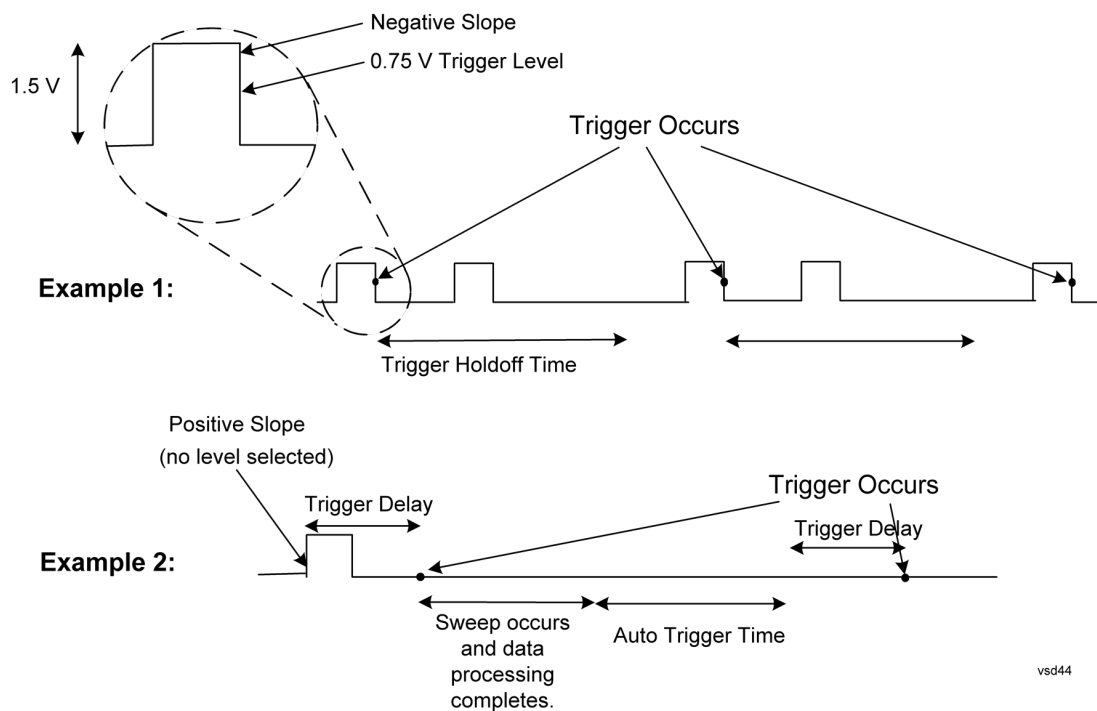 Negative Slope
0.75 V Trigger Level
1.5 V
Trigger Occurs
Example 1:
Trigger Holdoff Time
Positive Slope
(no level selected)
Trigger Delay
Trigger Occurs
Trigger Delay
Example 2:
Sweep occurs
and data
processing
completes.
Auto Trigger Time
vsd44